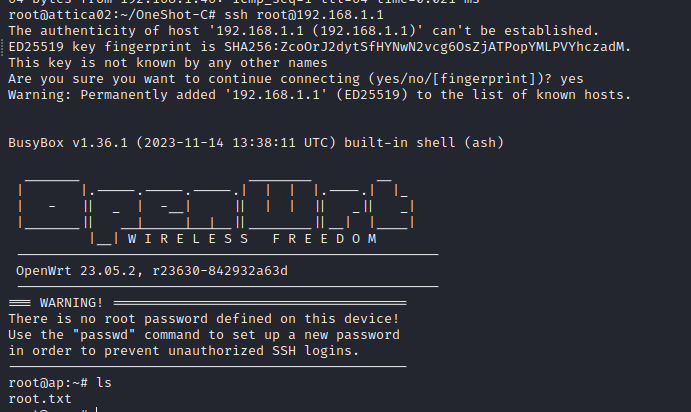 root@attica02:~/OneShot-C# ssh root@192.168.1.1
The authenticity of host '192.168.1.1 (192.168.1.1)' can't be established.
ED25519 key fingerprint is SHA256:ZcoOrJ2dytSfHYNwN2vcg6OsZjATPopYMLPVYhczadM.
This key is not known by any other names
Are you sure you want to continue connecting (yes/no/[fingerprint])? yes
Warning: Permanently added '192.168.1.1' (ED25519) to the list of known hosts.
BusyBox v1.36.1 (2023-11-14 13:38:11 UTC) built-in shell (ash)
OpenWrt
W I R E L E S S   F R E E D O M
OpenWrt 23.05.2, r23630-842932a63d
=== WARNING! =====================================
There is no root password defined on this device!
Use the "passwd" command to set up a new password
in order to prevent unauthorized SSH logins.
root@ap:~# ls
root.txt